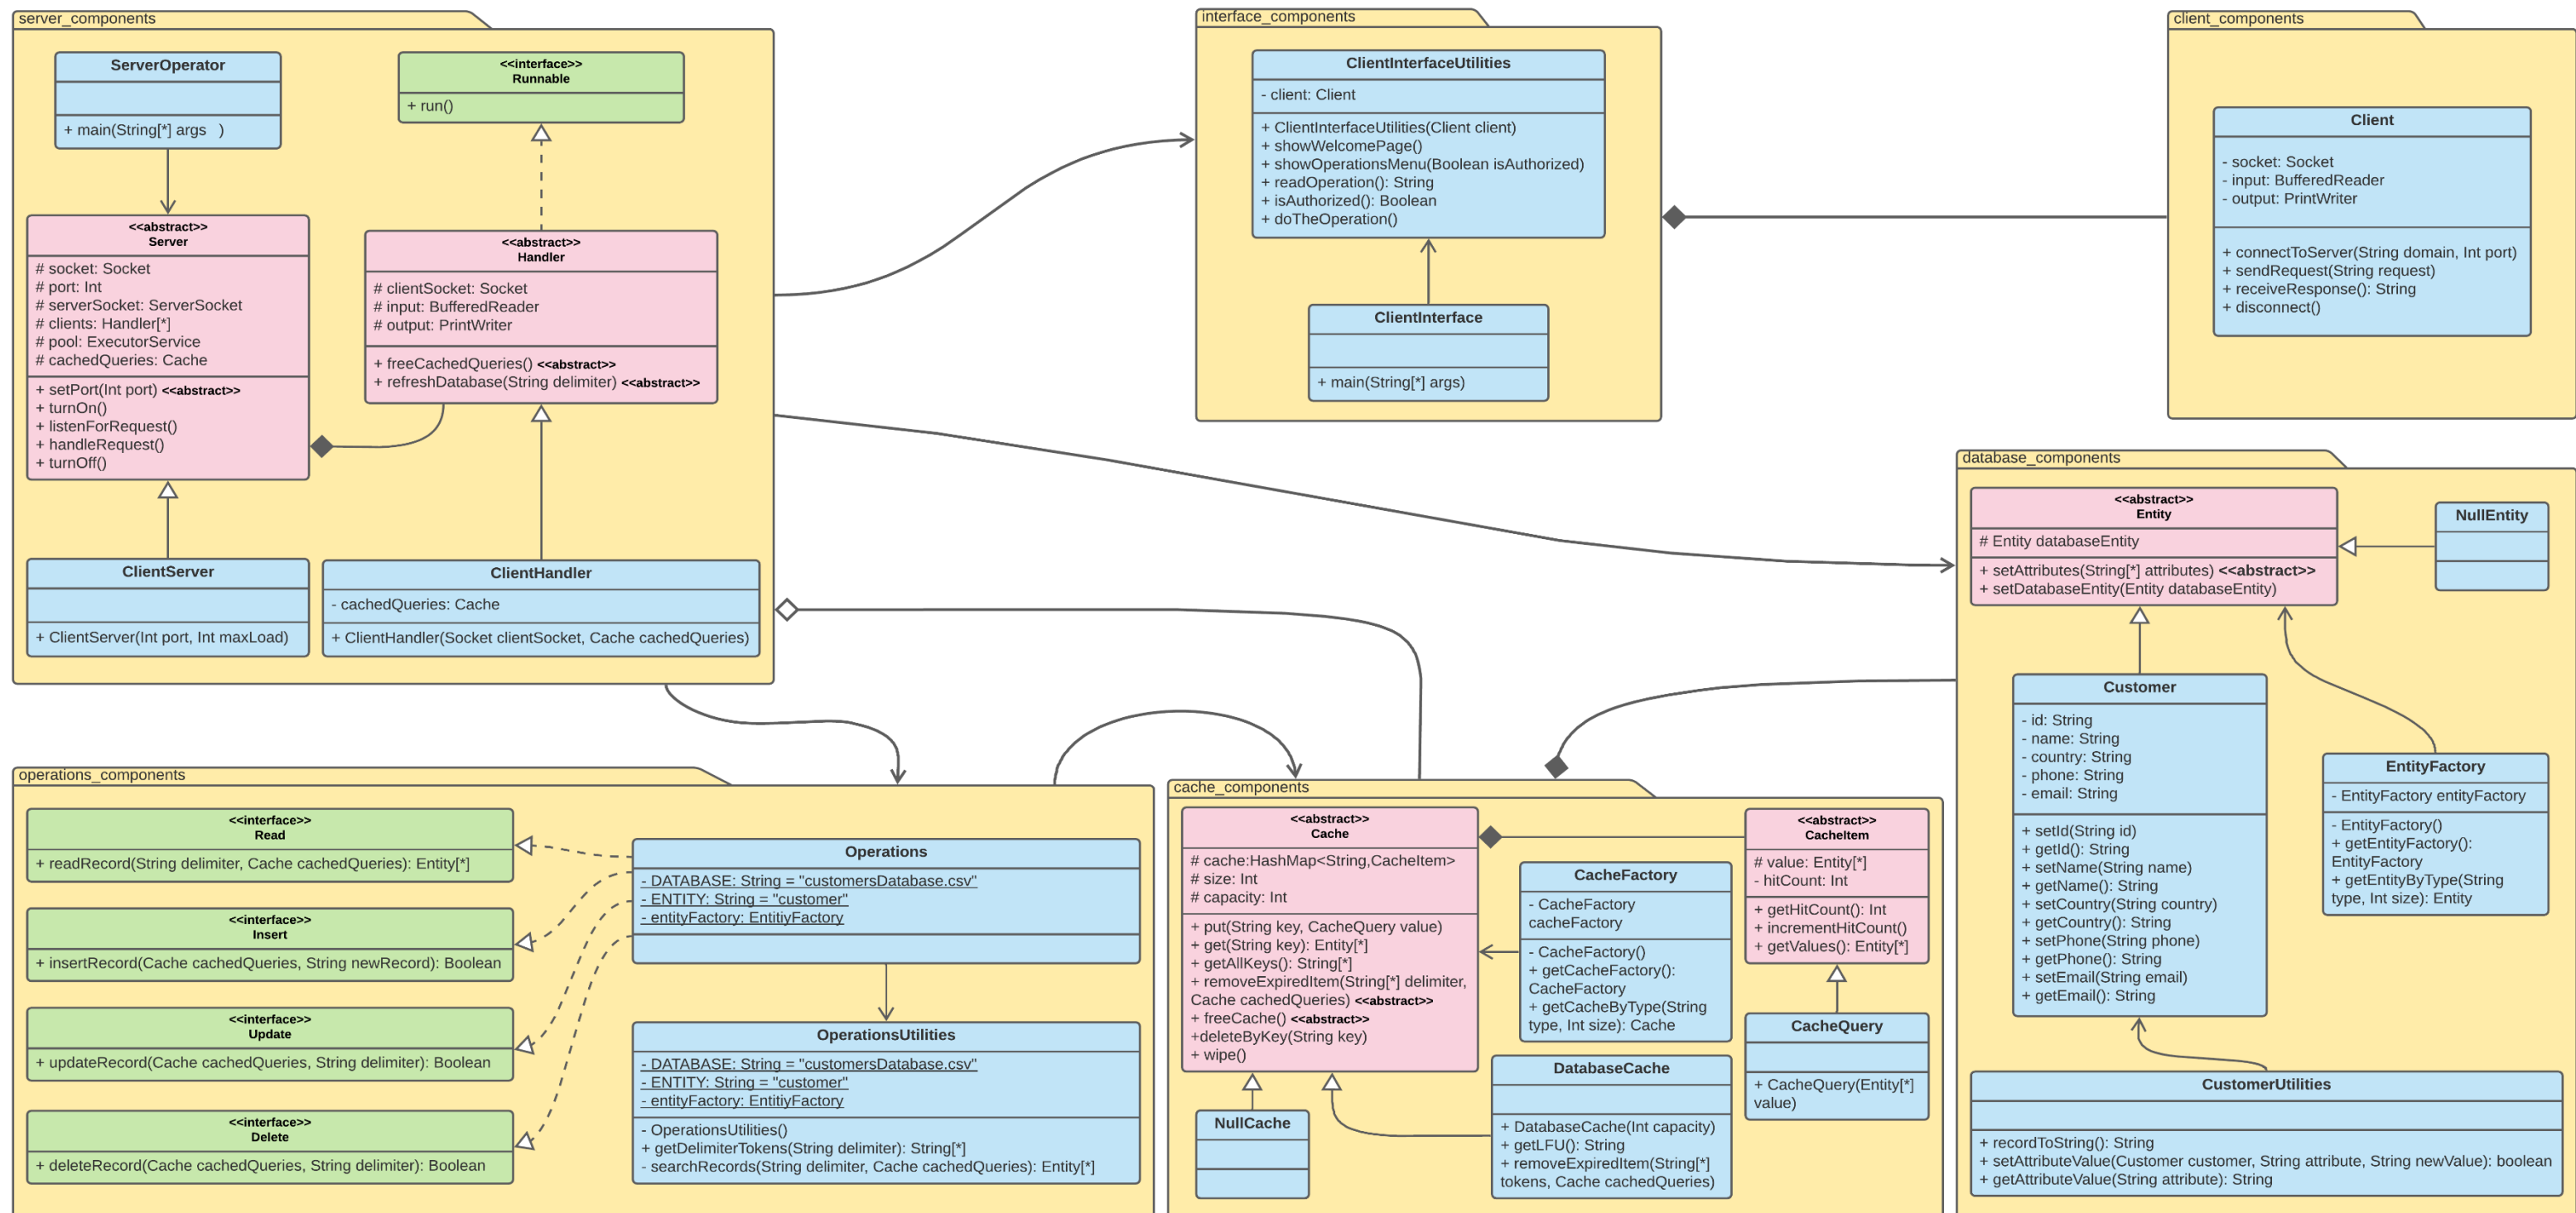 server_components
ServerOperator
+ main(String[*] args   )
<<interface>>
Runnable
+ run()
<<abstract>>
Server
# socket: Socket
# port: Int
# serverSocket: ServerSocket
# clients: Handler[*]
# pool: ExecutorService
# cachedQueries: Cache
+ setPort(Int port) <<abstract>>
+ turnOn()
+ listenForRequest()
+ handleRequest()
+ turnOff()
<<abstract>>
Handler
# clientSocket: Socket
# input: BufferedReader
# output: PrintWriter
+ freeCachedQueries() <<abstract>>
+ refreshDatabase(String delimiter) <<abstract>>
ClientServer
+ ClientServer(Int port, Int maxLoad)
ClientHandler
- cachedQueries: Cache
+ ClientHandler(Socket clientSocket, Cache cachedQueries)
interface_components
ClientInterfaceUtilities
- client: Client
+ ClientInterfaceUtilities(Client client)
+ showWelcomePage()
+ showOperationsMenu(Boolean isAuthorized)
+ readOperation(): String
+ isAuthorized(): Boolean
+ doTheOperation()
ClientInterface
+ main(String[*] args)
client_components
Client
- socket: Socket
- input: BufferedReader
- output: PrintWriter
+ connectToServer(String domain, Int port)
+ sendRequest(String request)
+ receiveResponse(): String
+ disconnect()
operations_components
<<interface>>
Read
+ readRecord(String delimiter, Cache cachedQueries): Entity[*]
<<interface>>
Insert
+ insertRecord(Cache cachedQueries, String newRecord): Boolean
<<interface>>
Update
+ updateRecord(Cache cachedQueries, String delimiter): Boolean
<<interface>>
Delete
+ deleteRecord(Cache cachedQueries, String delimiter): Boolean
Operations
- DATABASE: String = "customersDatabase.csv"
- ENTITY: String = "customer"
- entityFactory: EntitiyFactory
OperationsUtilities
- DATABASE: String = "customersDatabase.csv"
- ENTITY: String = "customer"
- entityFactory: EntitiyFactory
- OperationsUtilities()
+ getDelimiterTokens(String delimiter): String[*]
- searchRecords(String delimiter, Cache cachedQueries): Entity[*]
cache_components
<<abstract>>
Cache
# cache:HashMap<String,CacheItem>
# size: Int
# capacity: Int
+ put(String key, CacheQuery value)
+ get(String key): Entity[*]
+ getAllKeys(): String[*]
+ removeExpiredItem(String[*] delimiter,
Cache cachedQueries) <<abstract>>
+ freeCache() <<abstract>>
+deleteByKey(String key)
+ wipe()
NullCache
CacheFactory
- CacheFactory
cacheFactory
- CacheFactory()
+ getCacheFactory():
CacheFactory
+ getCacheByType(String
type, Int size): Cache
DatabaseCache
+ DatabaseCache(Int capacity)
+ getLFU(): String
+ removeExpiredItem(String[*]
tokens, Cache cachedQueries)
<<abstract>>
CacheItem
# value: Entity[*]
- hitCount: Int
+ getHitCount(): Int
+ incrementHitCount()
+ getValues(): Entity[*]
CacheQuery
+ CacheQuery(Entity[*]
value)
database_components
<<abstract>>
Entity
# Entity databaseEntity
+ setAttributes(String[*] attributes) <<abstract>>
+ setDatabaseEntity(Entity databaseEntity)
NullEntity
Customer
- id: String
- name: String
- country: String
- phone: String
- email: String
+ setId(String id)
+ getId(): String
+ setName(String name)
+ getName(): String
+ setCountry(String country)
+ getCountry(): String
+ setPhone(String phone)
+ getPhone(): String
+ setEmail(String email)
+ getEmail(): String
EntityFactory
- EntityFactory entityFactory
- EntityFactory()
+ getEntityFactory():
EntityFactory
+ getEntityByType(String
type, Int size): Entity
CustomerUtilities
+ recordToString(): String
+ setAttributeValue(Customer customer, String attribute, String newValue): boolean
+ getAttributeValue(String attribute): String